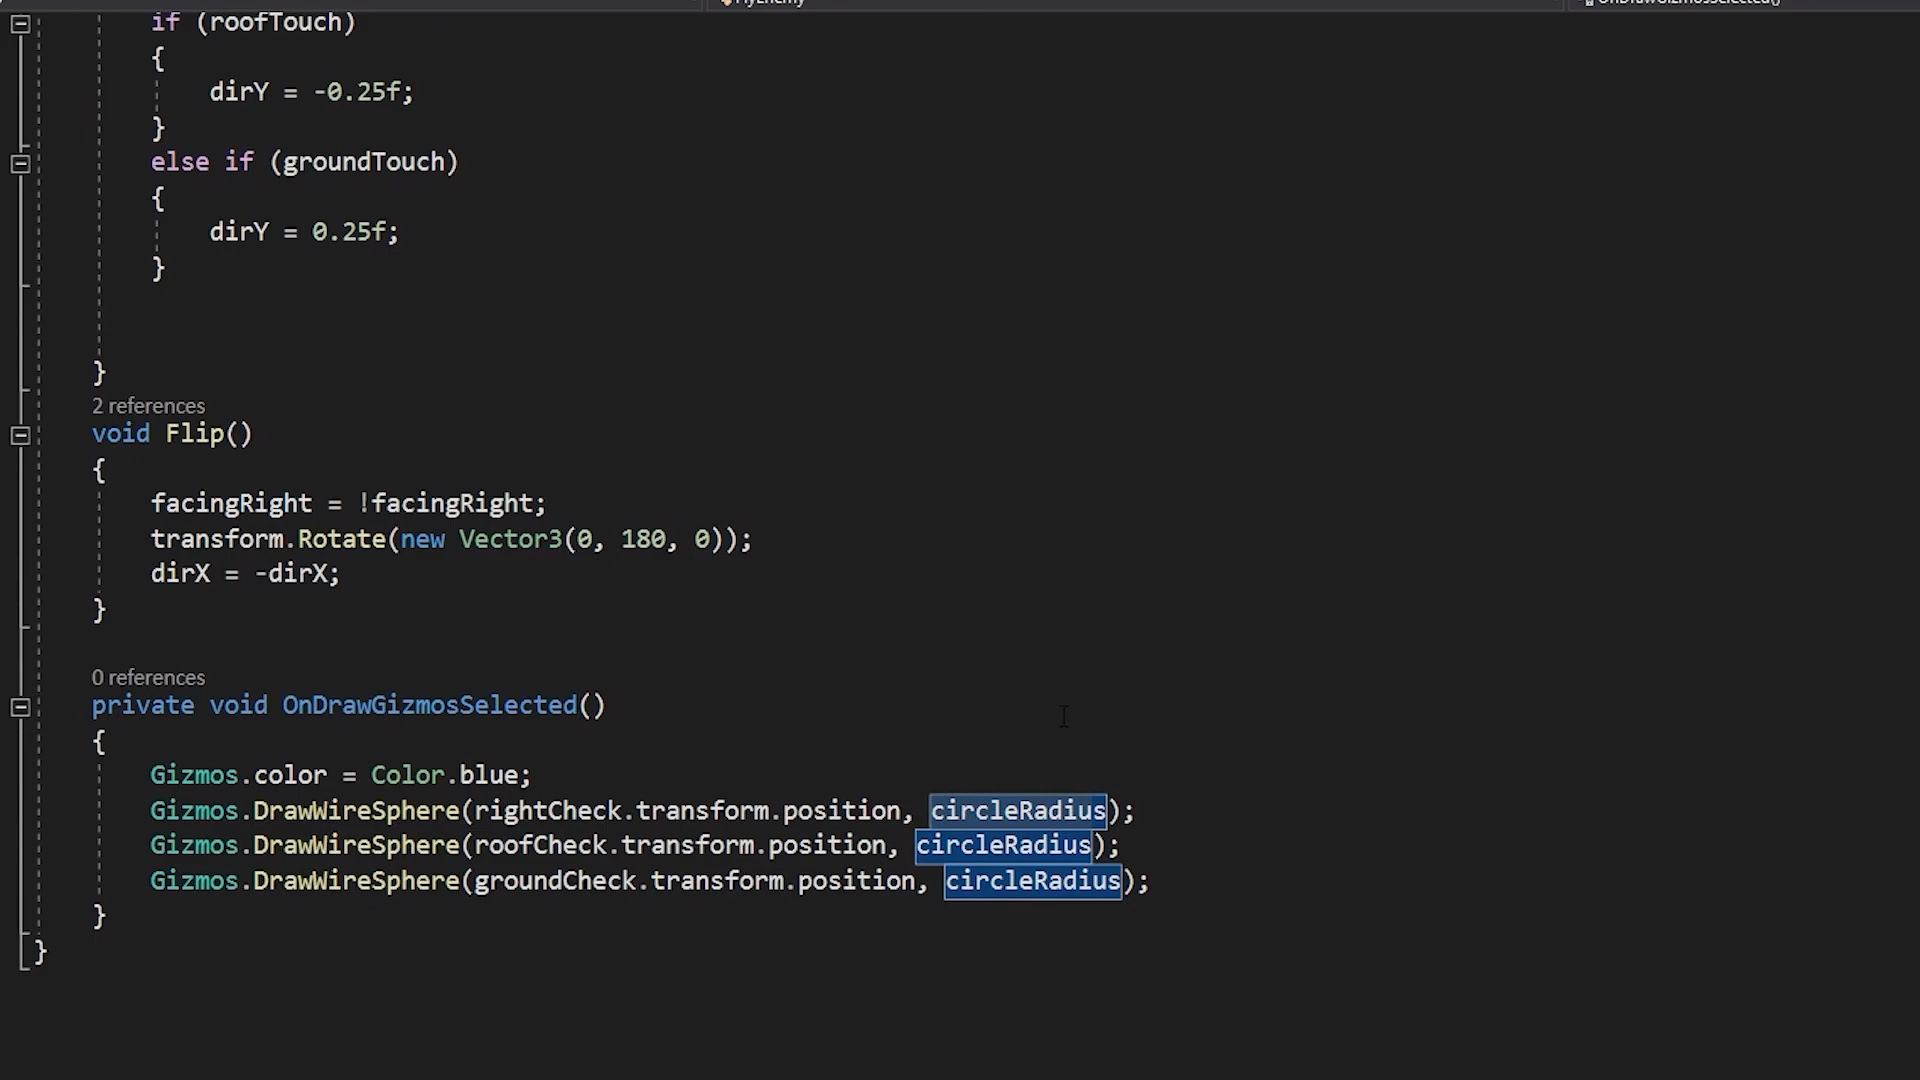 FlyEnemy OnDrawGizmosSelected()
if (roofTouch)
{
dirY = -0.25f;
}
else if (groundTouch)
{
dirY = 0.25f;
}
}
2 references
void Flip()
{
facingRight = !facingRight;
transform.Rotate(new Vector3(0, 180, 0));
dirX = -dirX;
}
0 references
private void OnDrawGizmosSelected()
{
Gizmos.color = Color.blue;
Gizmos.DrawWireSphere(rightCheck.transform.position, circleRadius);
Gizmos.DrawWireSphere(roofCheck.transform.position, circleRadius);
Gizmos.DrawWireSphere(groundCheck.transform.position, circleRadius);
}
}